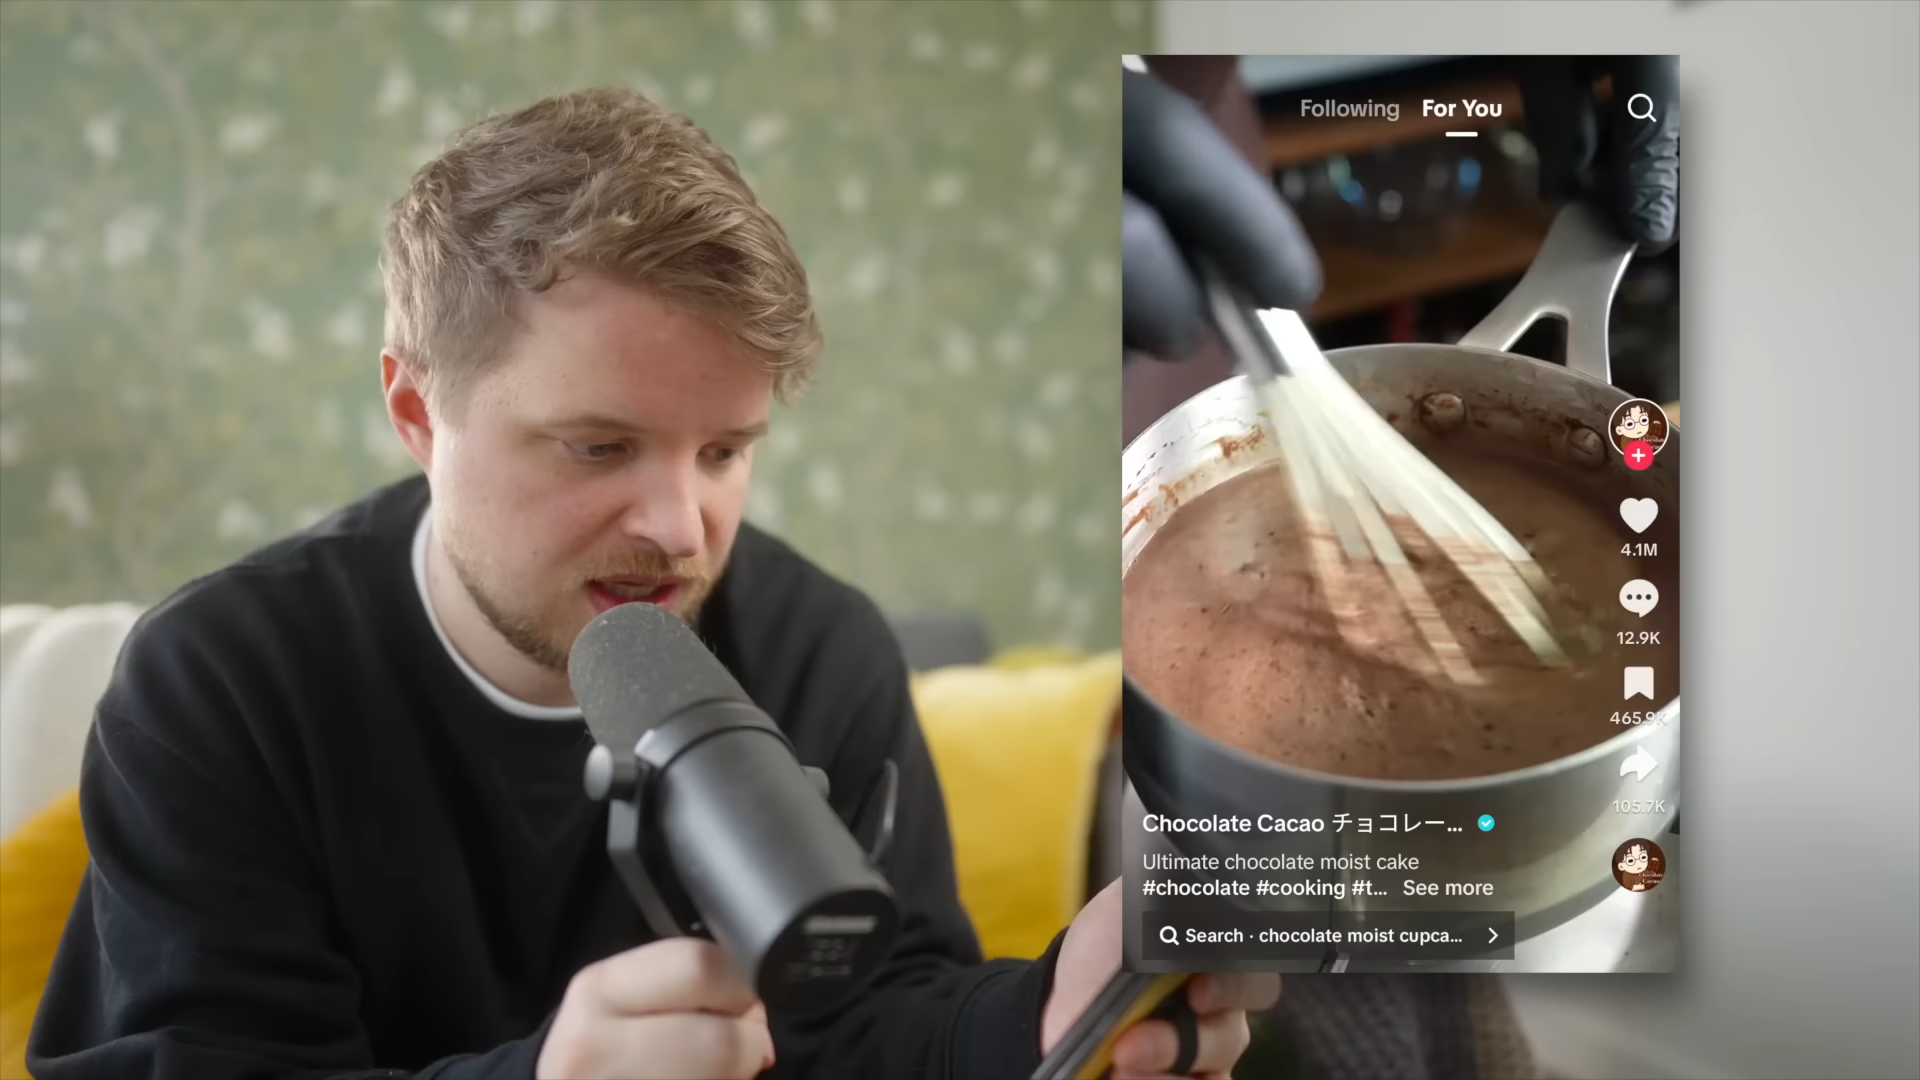 Following For You
4.1M
12.9K
465.9K
105.7K
Chocolate Cacao チョコレー...
Ultimate chocolate moist cake
#chocolate #cooking #t... See more
Search · chocolate moist cupca...